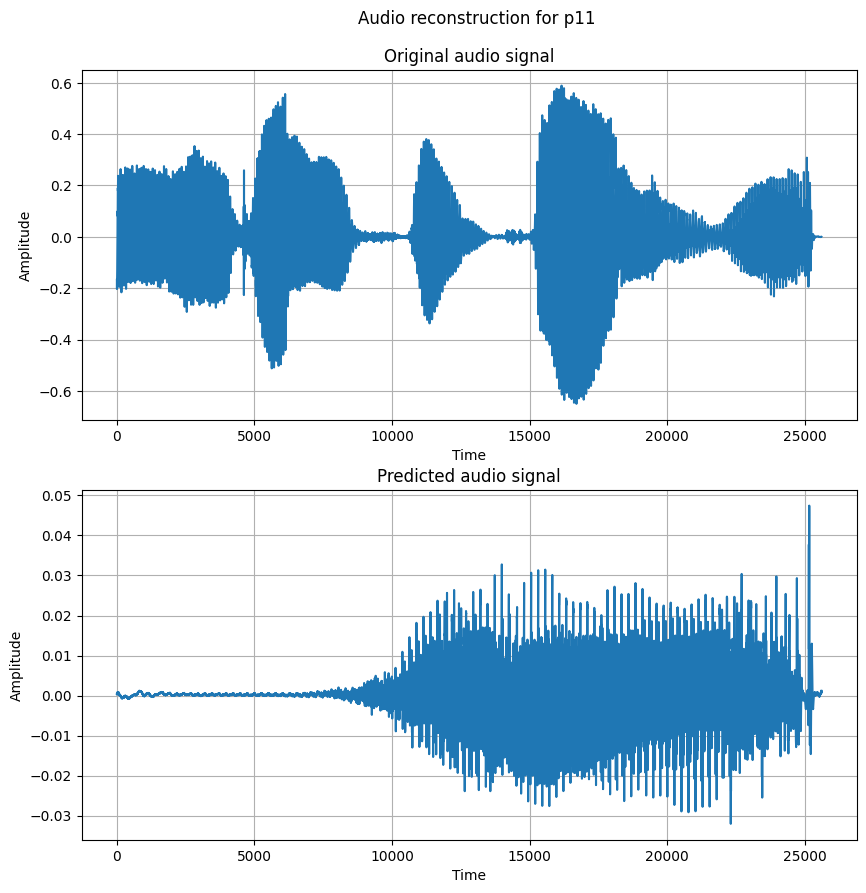 Audio reconstruction for p11
Original audio signal
0.6
0.4
0.2
0.0
−0.2
−0.4
−0.6
Amplitude
0 5000 10000 15000 20000 25000
Time
Predicted audio signal
0.05
0.04
0.03
0.02
0.01
0.00
−0.01
−0.02
−0.03
Amplitude
0 5000 10000 15000 20000 25000
Time